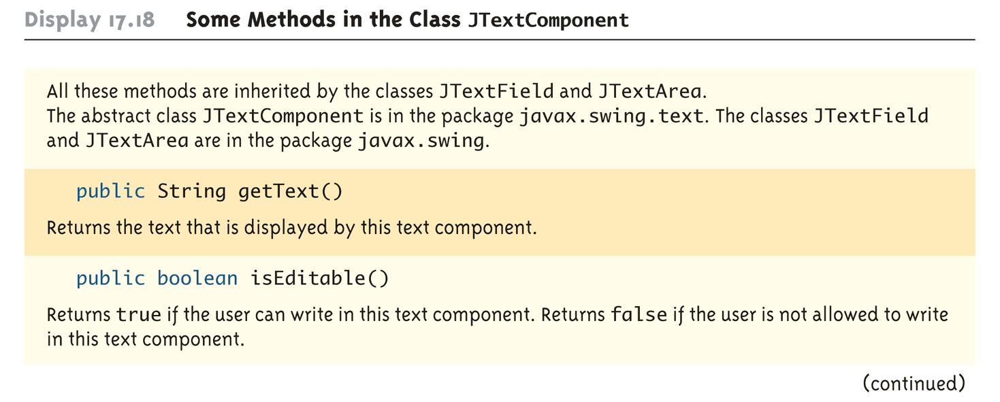 Display 17.18 Some Methods in the Class JTextComponent
All these methods are inherited by the classes JTextField and JTextArea.
The abstract class JTextComponent is in the package javax.swing.text. The classes JTextField
and JTextArea are in the package javax.swing.
public String getText()
Returns the text that is displayed by this text component.
public boolean isEditable()
Returns true if the user can write in this text component. Returns false if the user is not allowed to write
in this text component.
(continued)